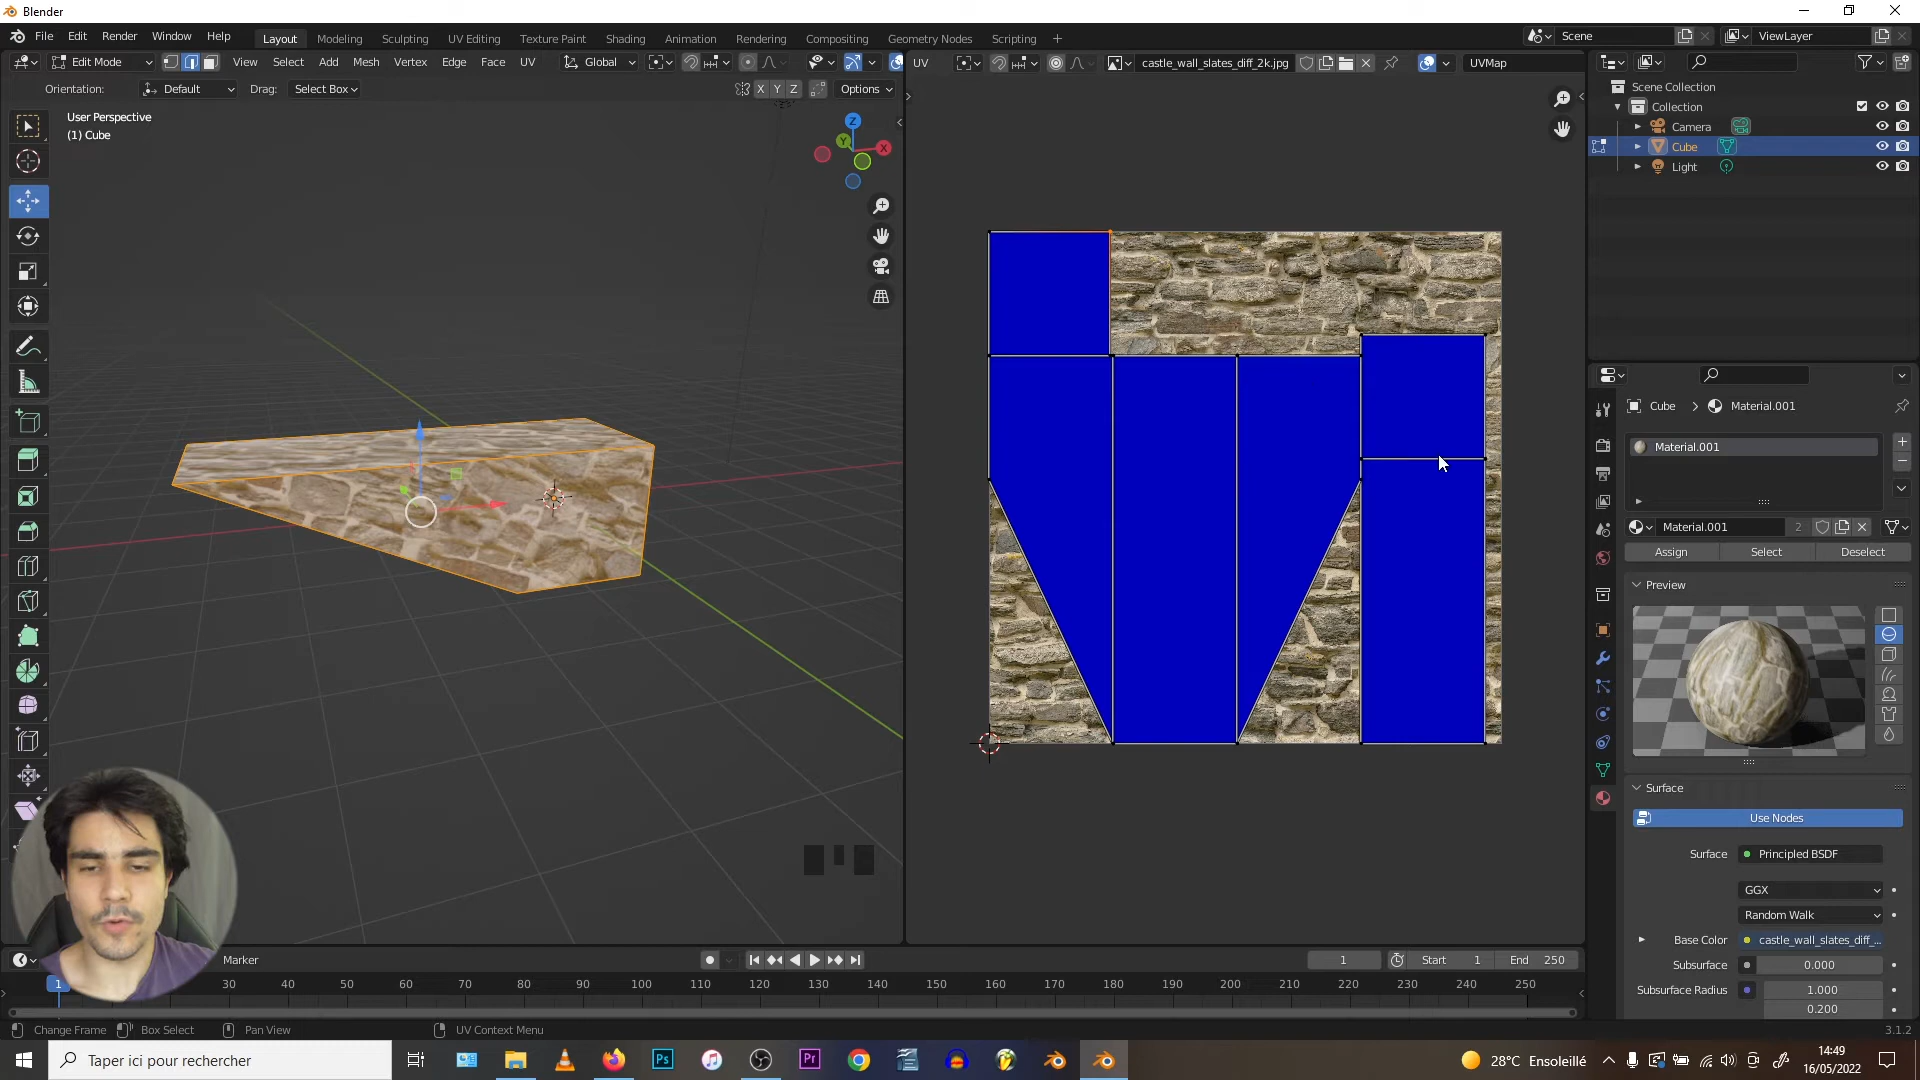 Blender
File Edit Render Window Help
Layout Modeling Sculpting UV Editing Texture Paint Shading Animation Rendering Compositing Geometry Nodes Scripting
Scene
ViewLayer
Edit Mode View Select Add Mesh Vertex Edge Face UV Global
UV castle_wall_slates_diff_2k.jpg UVMap
Orientation: Default Drag: Select Box X Y Z Options
User Perspective
(1) Cube
Z
Y
X
Scene Collection
Collection
Camera
Cube
Light
Cube > Material.001
Material.001
Material.001 2
Assign Select Deselect
Preview
Surface
Use Nodes
Surface Principled BSDF
GGX
Random Walk
Base Color castle_wall_slates_diff_...
Subsurface 0.000
Subsurface Radius 1.000
0.200
Marker
1 Start 1 End 250
1 30 40 50 60 70 80 90 100 110 120 130 140 150 160 170 180 190 200 210 220 230 240 250
Change Frame Box Select Pan View UV Context Menu
3.1.2
Taper ici pour rechercher
Ps
Pr
28°C Ensoleillé
14:49
16/05/2022